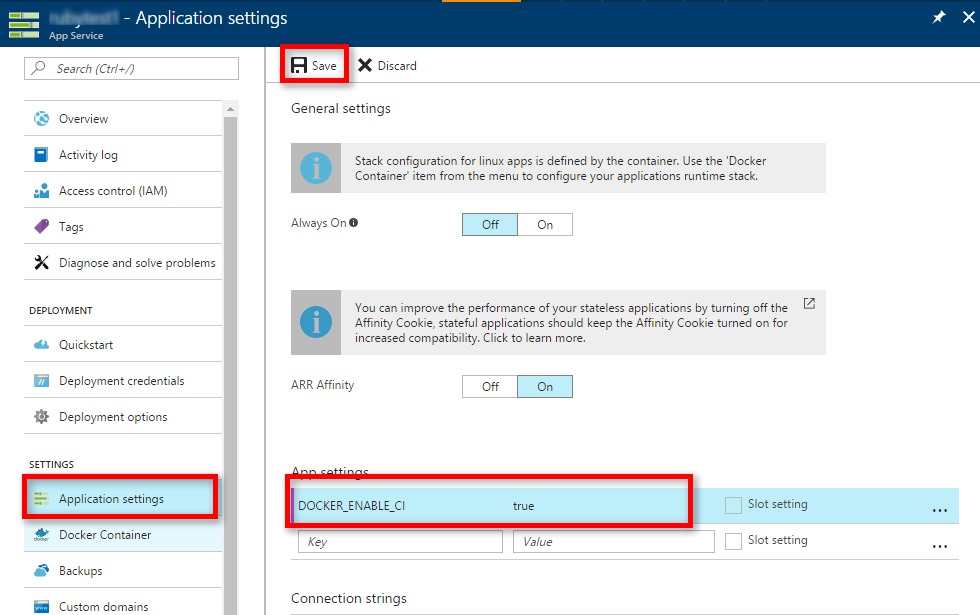 - Application settings
App Service
Search (Ctrl+/)
Overview
Activity log
Access control (IAM)
Tags
Diagnose and solve problems
DEPLOYMENT
Quickstart
Deployment credentials
Deployment options
SETTINGS
Application settings
Docker Container
Backups
Custom domains
Save
Discard
General settings
Stack configuration for linux apps is defined by the container. Use the 'Docker
Container' item from the menu to configure your applications runtime stack.
Always On
Off On
You can improve the performance of your stateless applications by turning off the
Affinity Cookie, stateful applications should keep the Affinity Cookie turned on for
increased compatibility. Click to learn more.
ARR Affinity
Off On
App settings
DOCKER_ENABLE_CI true Slot setting ...
Key Value Slot setting ...
Connection strings